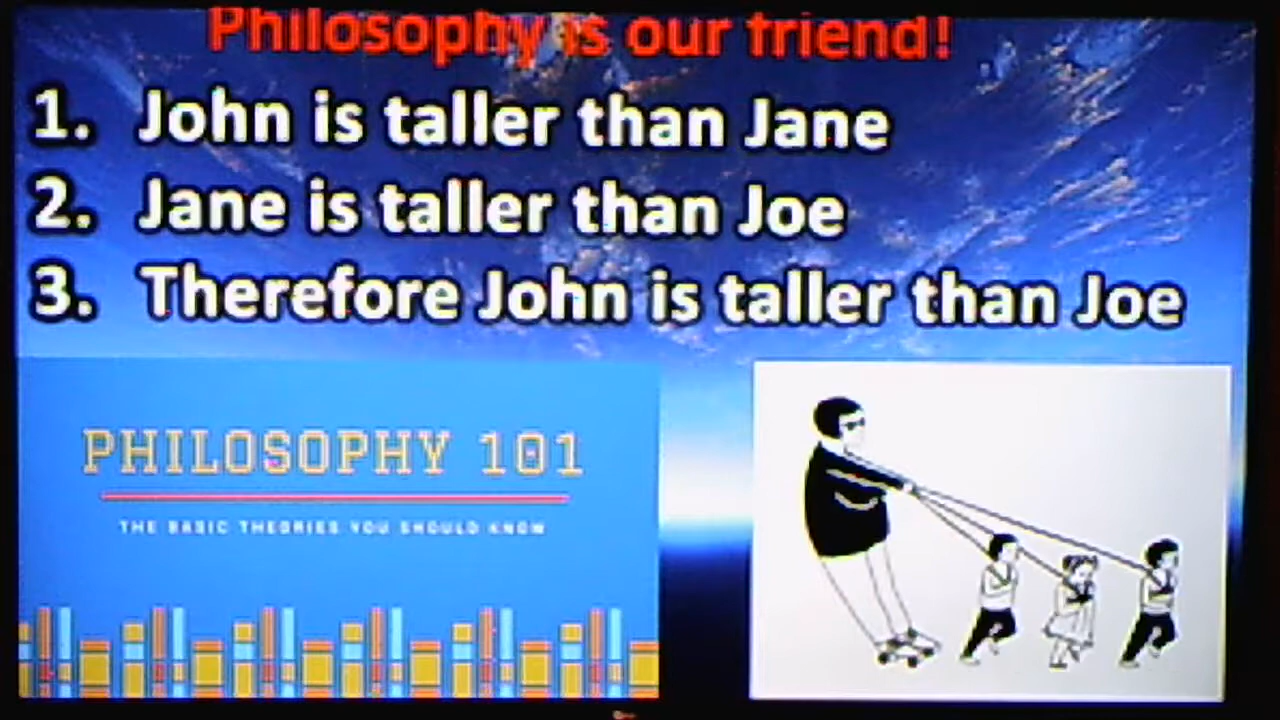 Philosophy is our friend!
1. John is taller than Jane
2. Jane is taller than Joe
3. Therefore John is taller than Joe
PHILOSOPHY 101
THE BASIC THEORIES YOU SHOULD KNOW